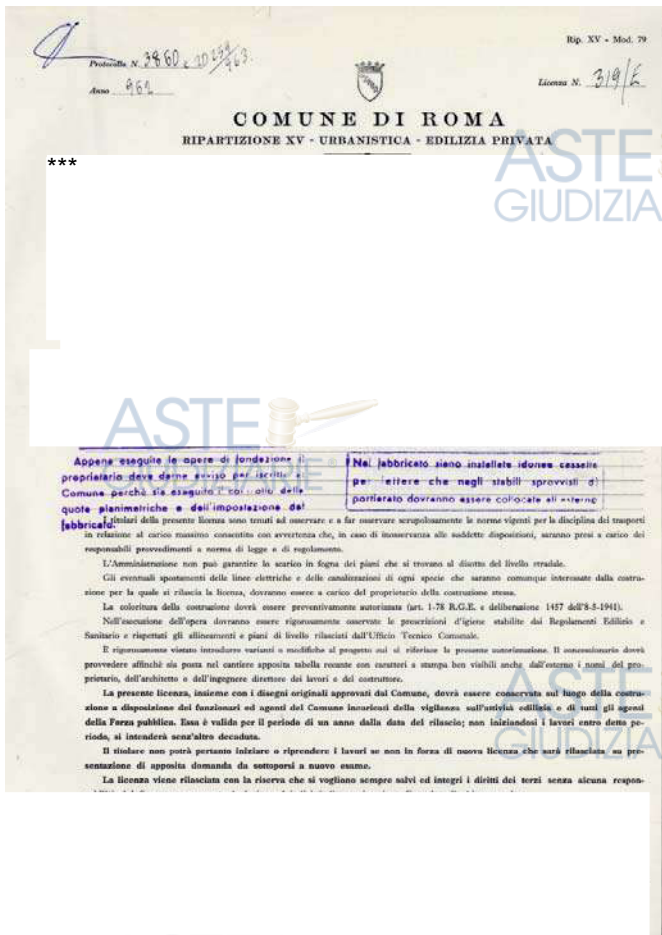 Rip. XV - Mod. 79
Protocollo N. 3860 e 20259/963.
Anno 962
Licenza N. 319/E
COMUNE DI ROMA
RIPARTIZIONE XV - URBANISTICA - EDILIZIA PRIVATA
ASTE
GIUDIZIA
***
ASTE
GIUDIZIARIE®
Appena eseguite le opere di fondazione il
proprietario deve darne avviso per iscritto al
Comune perchè sia eseguito il controllo delle
quote planimetriche e dell'impostazione del
fabbricato.
Nel fabbricato siano installate idonee cassette
per lettere che negli stabili sprovvisti di
portierato dovranno essere collocate all'esterno
I titolari della presente licenza sono tenuti ad osservare e a far osservare scrupolosamente le norme vigenti per la disciplina dei trasporti
in relazione al carico massimo consentito con avvertenza che, in caso di inosservanza alle suddette disposizioni, saranno presi a carico dei
responsabili provvedimenti a norma di legge e di regolamento.
L'Amministrazione non può garantire lo scarico in fogna dei piani che si trovano al disotto del livello stradale.
Gli eventuali spostamenti delle linee elettriche e delle canalizzazioni di ogni specie che saranno comunque interessate dalla costru-
zione per la quale si rilascia la licenza, dovranno essere a carico del proprietario della costruzione stessa.
La coloritura della costruzione dovrà essere preventivamente autorizzata (art. 1-78 R.G.E. e deliberazione 1457 dell'8-5-1941).
Nell'esecuzione dell'opera dovranno essere rigorosamente osservate le prescrizioni d'igiene stabilite dai Regolamenti Edilizio e
Sanitario e rispettati gli allineamenti e piani di livello rilasciati dall'Ufficio Tecnico Comunale.
È rigorosamente vietato introdurre varianti o modifiche al progetto cui si riferisce la presente autorizzazione. Il concessionario dovrà
provvedere affinchè sia posta nel cantiere apposita tabella recante con caratteri a stampa ben visibili anche dall'esterno i nomi del pro-
prietario, dell'architetto o dell'ingegnere direttore dei lavori e del costruttore.
La presente licenza, insieme con i disegni originali approvati dal Comune, dovrà essere conservata sul luogo della costru-
zione a disposizione dei funzionari ed agenti del Comune incaricati della vigilanza sull'attività edilizia e di tutti gli agenti
della Forza pubblica. Essa è valida per il periodo di un anno dalla data del rilascio; non iniziandosi i lavori entro detto pe-
riodo, si intenderà senz'altro decaduta.
Il titolare non potrà pertanto iniziare o riprendere i lavori se non in forza di nuova licenza che sarà rilasciata su pre-
sentazione di apposita domanda da sottoporsi a nuovo esame.
La licenza viene rilasciata con la riserva che si vogliono sempre salvi ed integri i diritti dei terzi senza alcuna respon-
ASTE
GIUDIZIA